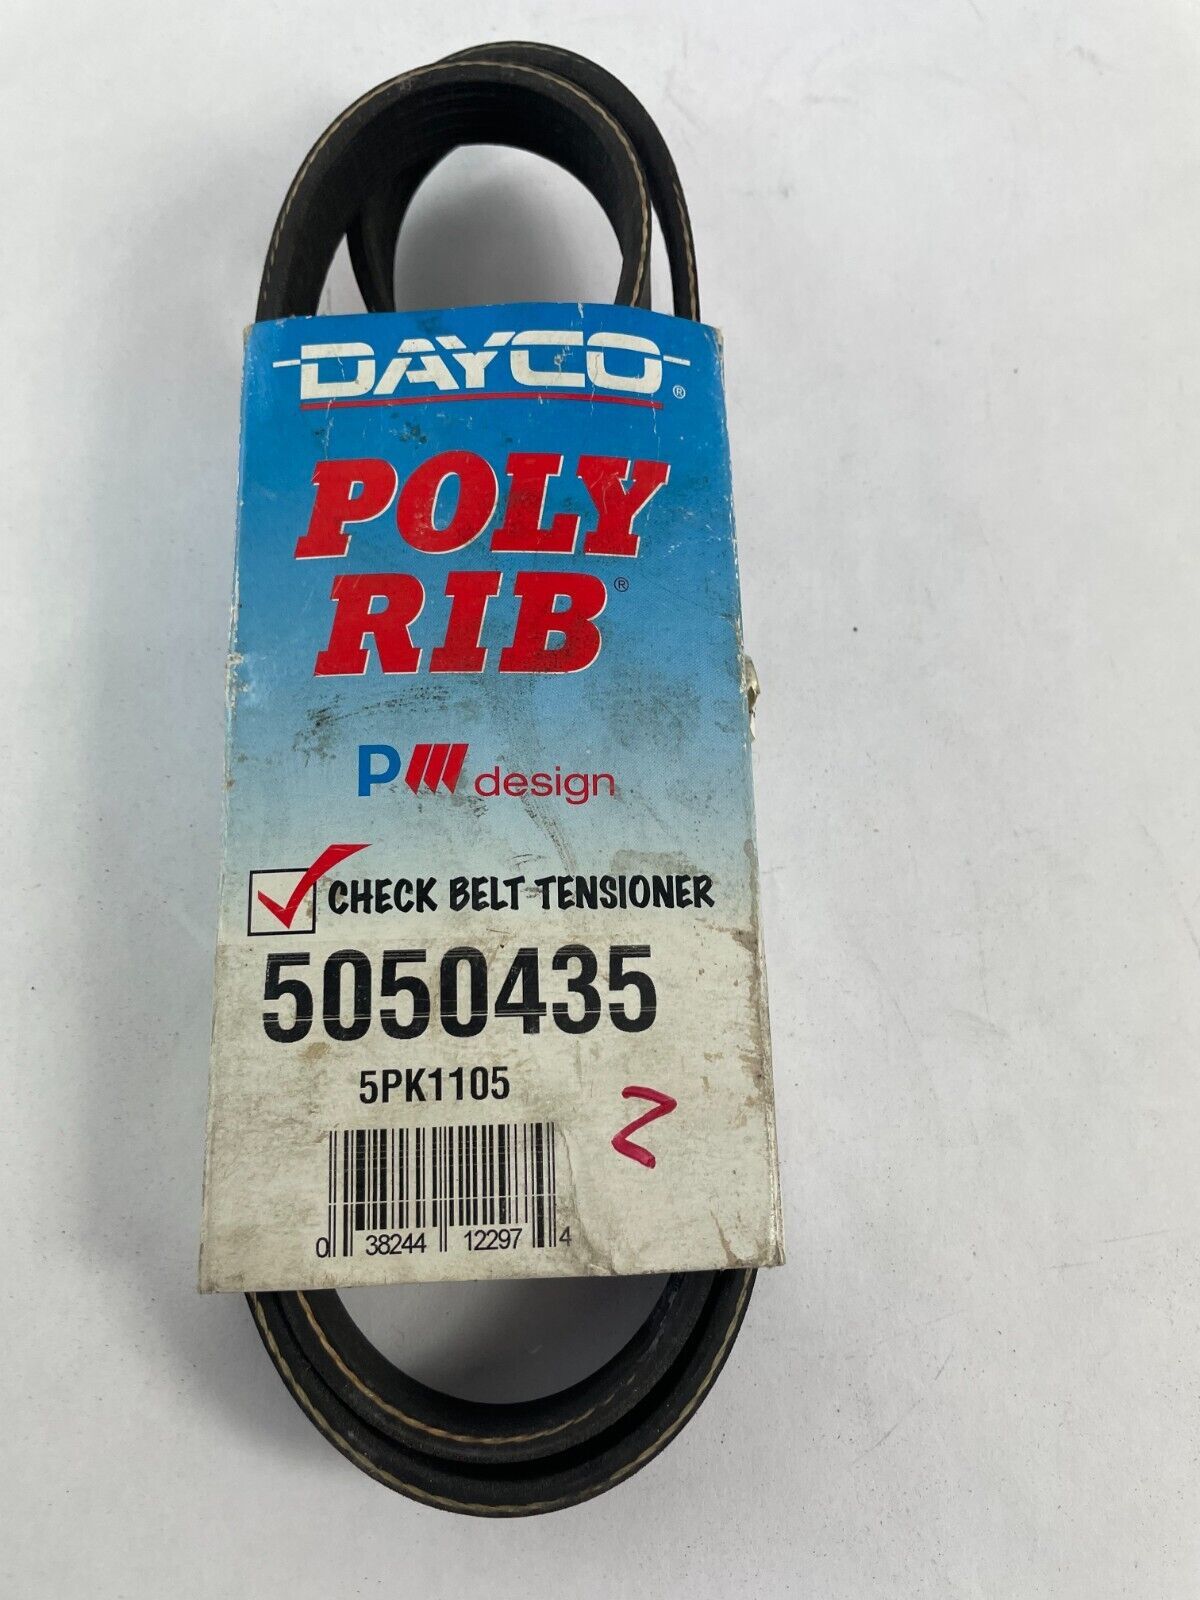 DAYCO®
POLY
RIB®
P design
CHECK BELT TENSIONER
5050435
5PK1105
Z
0 38244 12297 4